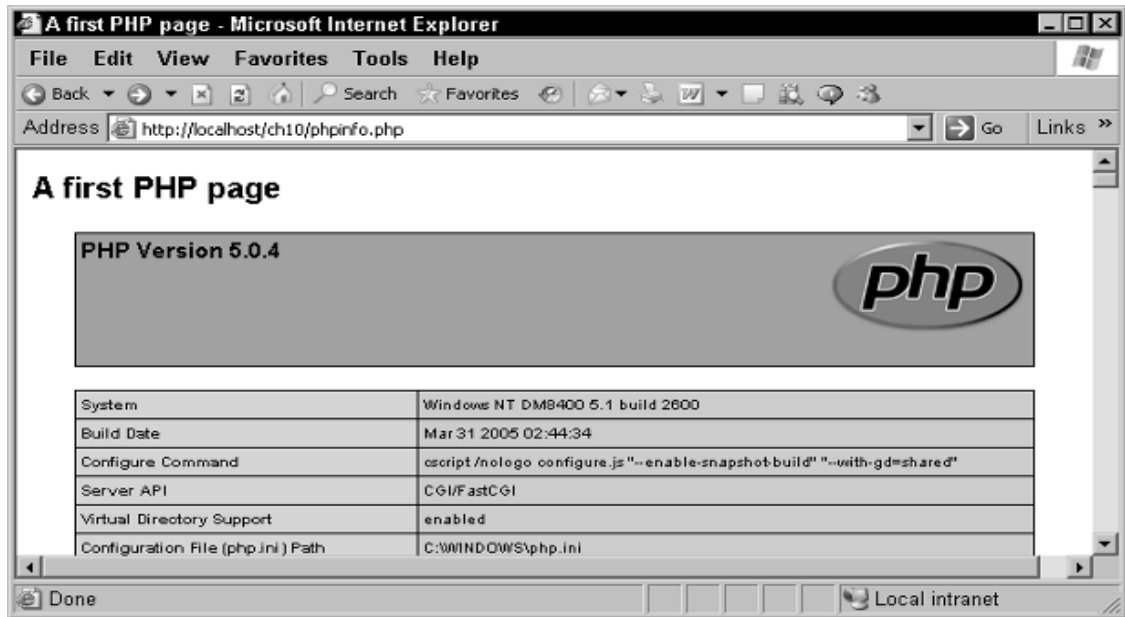 A first PHP page - Microsoft Internet Explorer
File Edit View Favorites Tools Help
Back Search Favorites
Address http://localhost/ch10/phpinfo.php Go Links »
A first PHP page
PHP Version 5.0.4
php
System Windows NT DM8400 5.1 build 2600
Build Date Mar 31 2005 02:44:34
Configure Command cscript /nologo configure.js "--enable-snapshot-build" "--with-gd=shared"
Server API CGI/FastCGI
Virtual Directory Support enabled
Configuration File (php.ini) Path C:\WINDOWS\php.ini
Done Local intranet